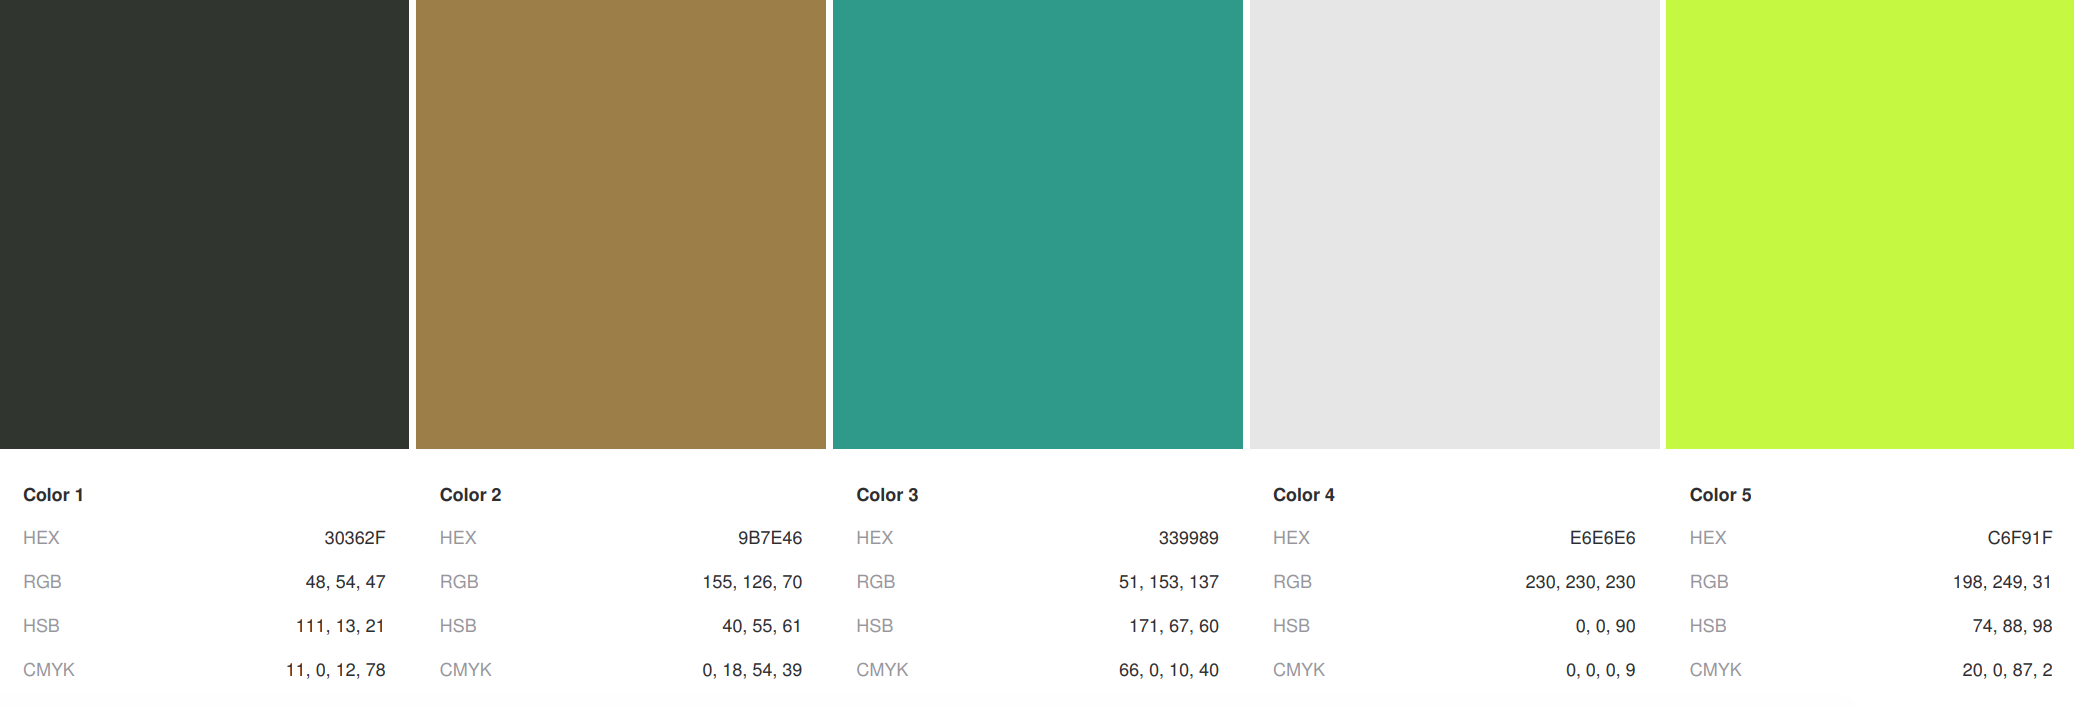 Color 1
HEX 30362F
RGB 48, 54, 47
HSB 111, 13, 21
CMYK 11, 0, 12, 78
Color 2
HEX 9B7E46
RGB 155, 126, 70
HSB 40, 55, 61
CMYK 0, 18, 54, 39
Color 3
HEX 339989
RGB 51, 153, 137
HSB 171, 67, 60
CMYK 66, 0, 10, 40
Color 4
HEX E6E6E6
RGB 230, 230, 230
HSB 0, 0, 90
CMYK 0, 0, 0, 9
Color 5
HEX C6F91F
RGB 198, 249, 31
HSB 74, 88, 98
CMYK 20, 0, 87, 2